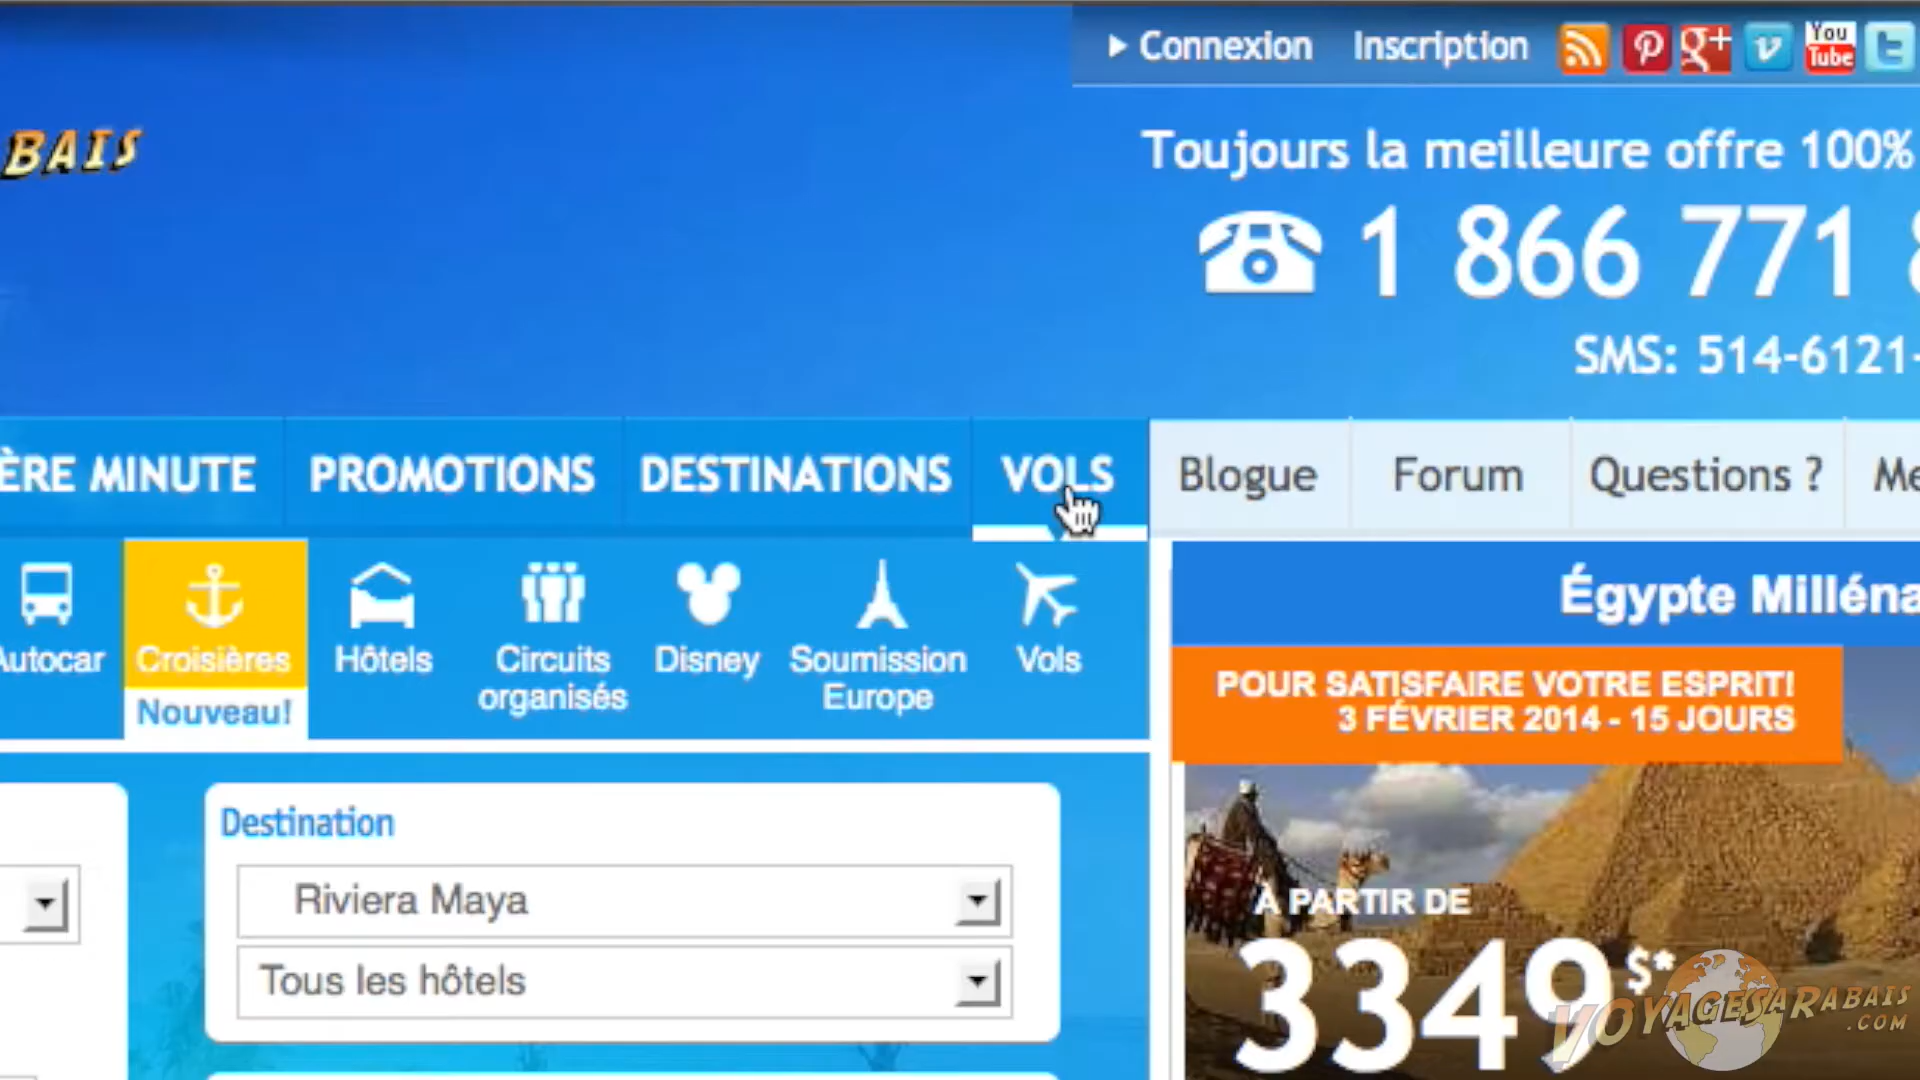 Connexion Inscription
You
Tube
BAIS
Toujours la meilleure offre 100%
1 866 771
SMS: 514-6121-
ÈRE MINUTE PROMOTIONS DESTINATIONS VOLS Blogue Forum Questions ? Me
Autocar Croisières Hôtels Circuits organisés Disney Soumission Europe Vols
Nouveau!
Égypte Milléna
POUR SATISFAIRE VOTRE ESPRIT!
3 FÉVRIER 2014 - 15 JOURS
Destination
Riviera Maya
Tous les hôtels
À PARTIR DE
3349$*
VOYAGESARABAIS
.COM